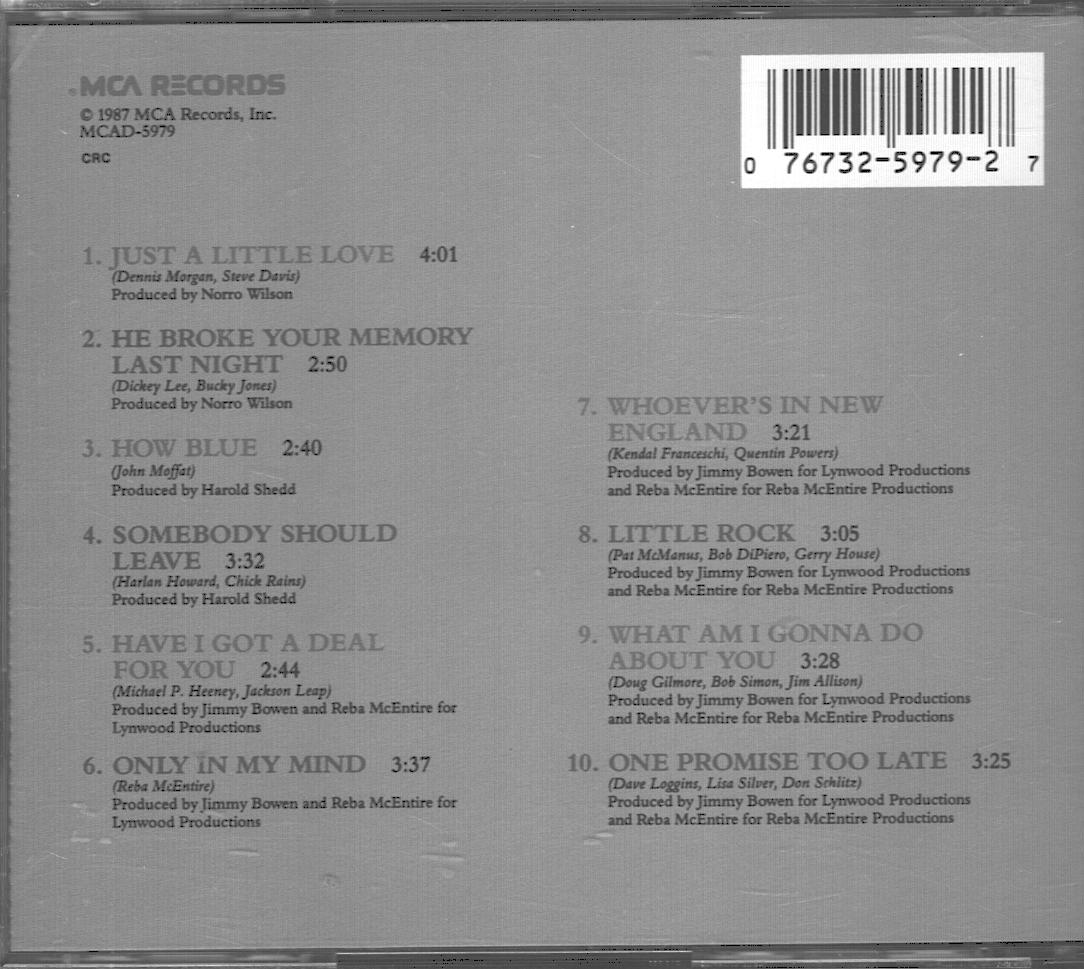 ®MCA RECORDS
© 1987 MCA Records, Inc.
MCAD-5979
CRC
0 76732-5979-2 7
1. JUST A LITTLE LOVE 4:01
(Dennis Morgan, Steve Davis)
Produced by Norro Wilson
2. HE BROKE YOUR MEMORY
LAST NIGHT 2:50
(Dickey Lee, Bucky Jones)
Produced by Norro Wilson
3. HOW BLUE 2:40
(John Moffat)
Produced by Harold Shedd
4. SOMEBODY SHOULD
LEAVE 3:32
(Harlan Howard, Chick Rains)
Produced by Harold Shedd
5. HAVE I GOT A DEAL
FOR YOU 2:44
(Michael P. Heeney, Jackson Leap)
Produced by Jimmy Bowen and Reba McEntire for
Lynwood Productions
6. ONLY IN MY MIND 3:37
(Reba McEntire)
Produced by Jimmy Bowen and Reba McEntire for
Lynwood Productions
7. WHOEVER'S IN NEW
ENGLAND 3:21
(Kendal Franceschi, Quentin Powers)
Produced by Jimmy Bowen for Lynwood Productions
and Reba McEntire for Reba McEntire Productions
8. LITTLE ROCK 3:05
(Pat McManus, Bob DiPiero, Gerry House)
Produced by Jimmy Bowen for Lynwood Productions
and Reba McEntire for Reba McEntire Productions
9. WHAT AM I GONNA DO
ABOUT YOU 3:28
(Doug Gilmore, Bob Simon, Jim Allison)
Produced by Jimmy Bowen for Lynwood Productions
and Reba McEntire for Reba McEntire Productions
10. ONE PROMISE TOO LATE 3:25
(Dave Loggins, Lisa Silver, Don Schlitz)
Produced by Jimmy Bowen for Lynwood Productions
and Reba McEntire for Reba McEntire Productions